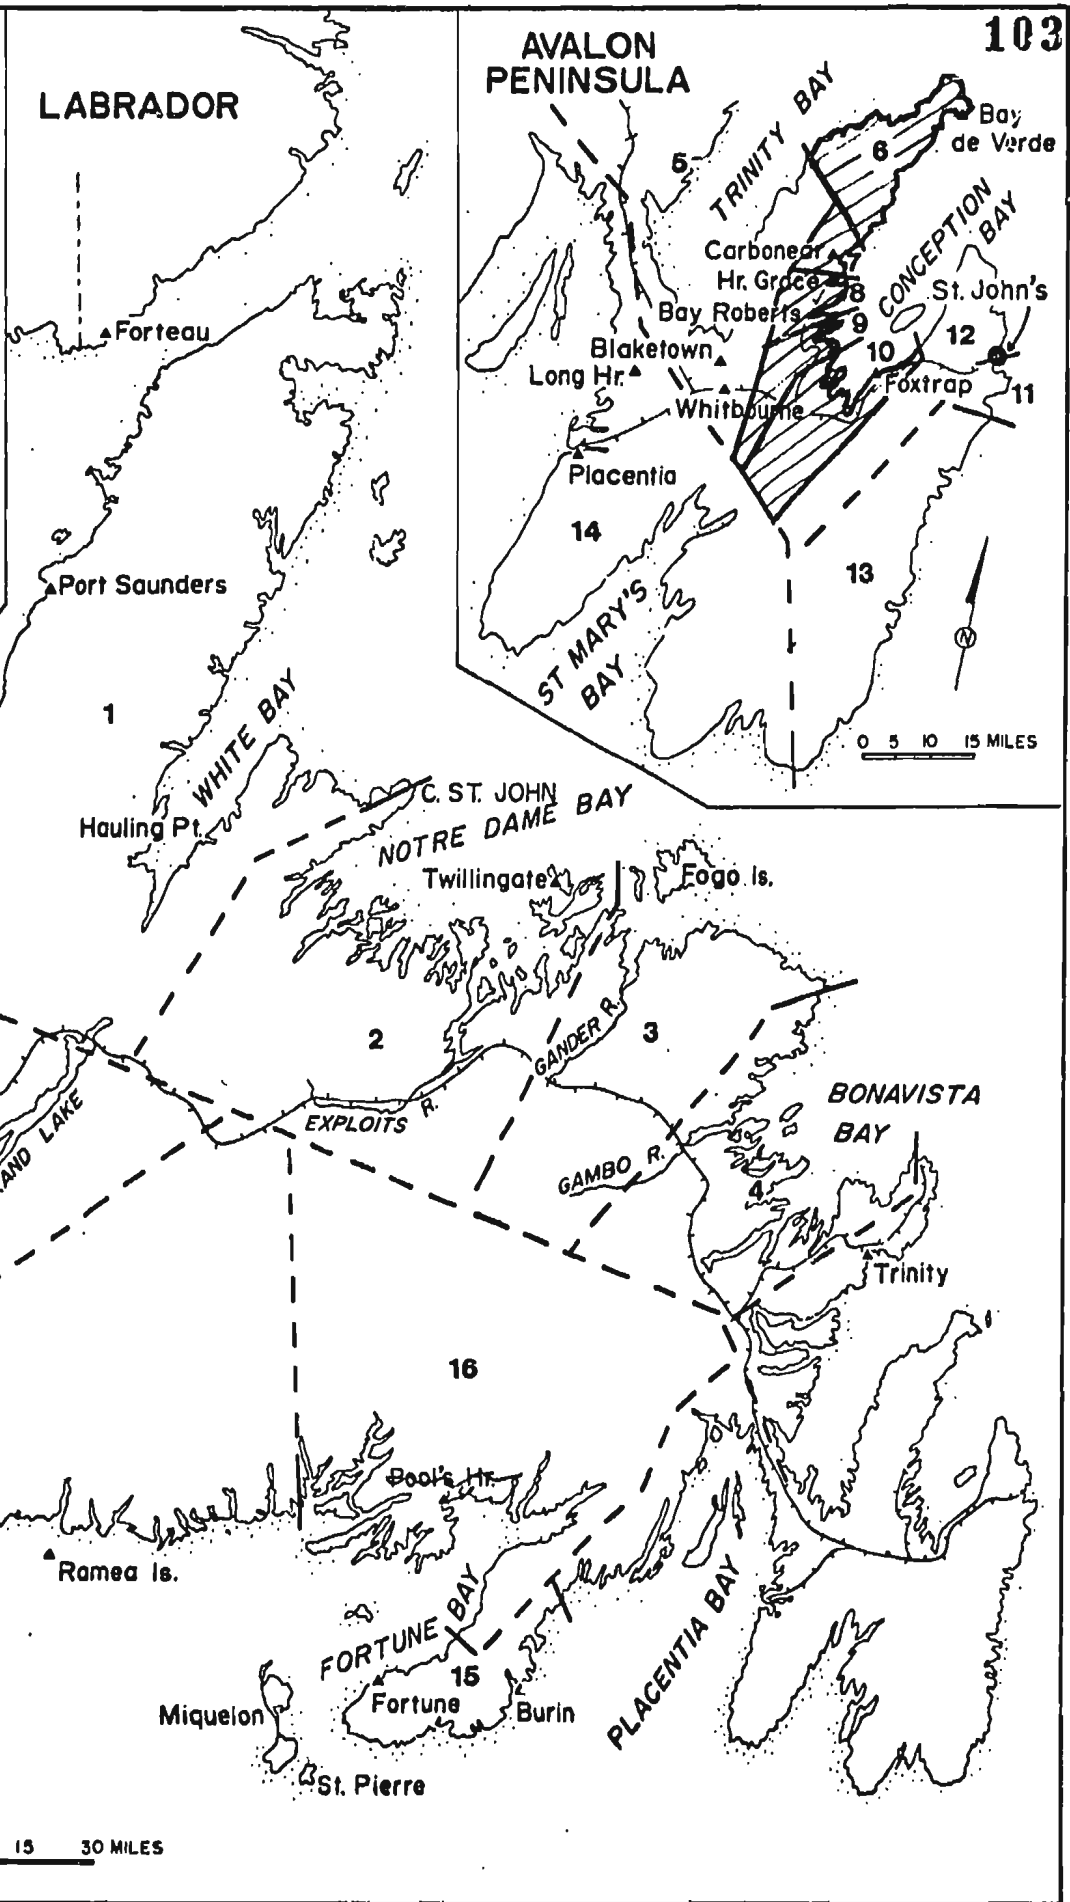 103
LABRADOR
Forteau
Port Saunders
1
WHITE BAY
Hauling Pt.
C. ST. JOHN
NOTRE DAME BAY
Twillingate
Fogo Is.
2
3
GANDER R.
EXPLOITS R.
GAMBO R.
AND LAKE
BONAVISTA
BAY
4
Trinity
16
Pool's Hr.
Ramea Is.
FORTUNE BAY
15
Fortune
Burin
PLACENTIA BAY
Miquelon
St. Pierre
15 30 MILES
AVALON
PENINSULA
TRINITY BAY
5
6
Bay
de Verde
CONCEPTION
BAY
Carbonear
7
Hr. Grace
8
St. John's
Bay Roberts
9
12
Blaketown
10
Long Hr.
Foxtrap
11
Whitbourne
Placentia
14
13
ST MARY'S
BAY
N
0 5 10 15 MILES